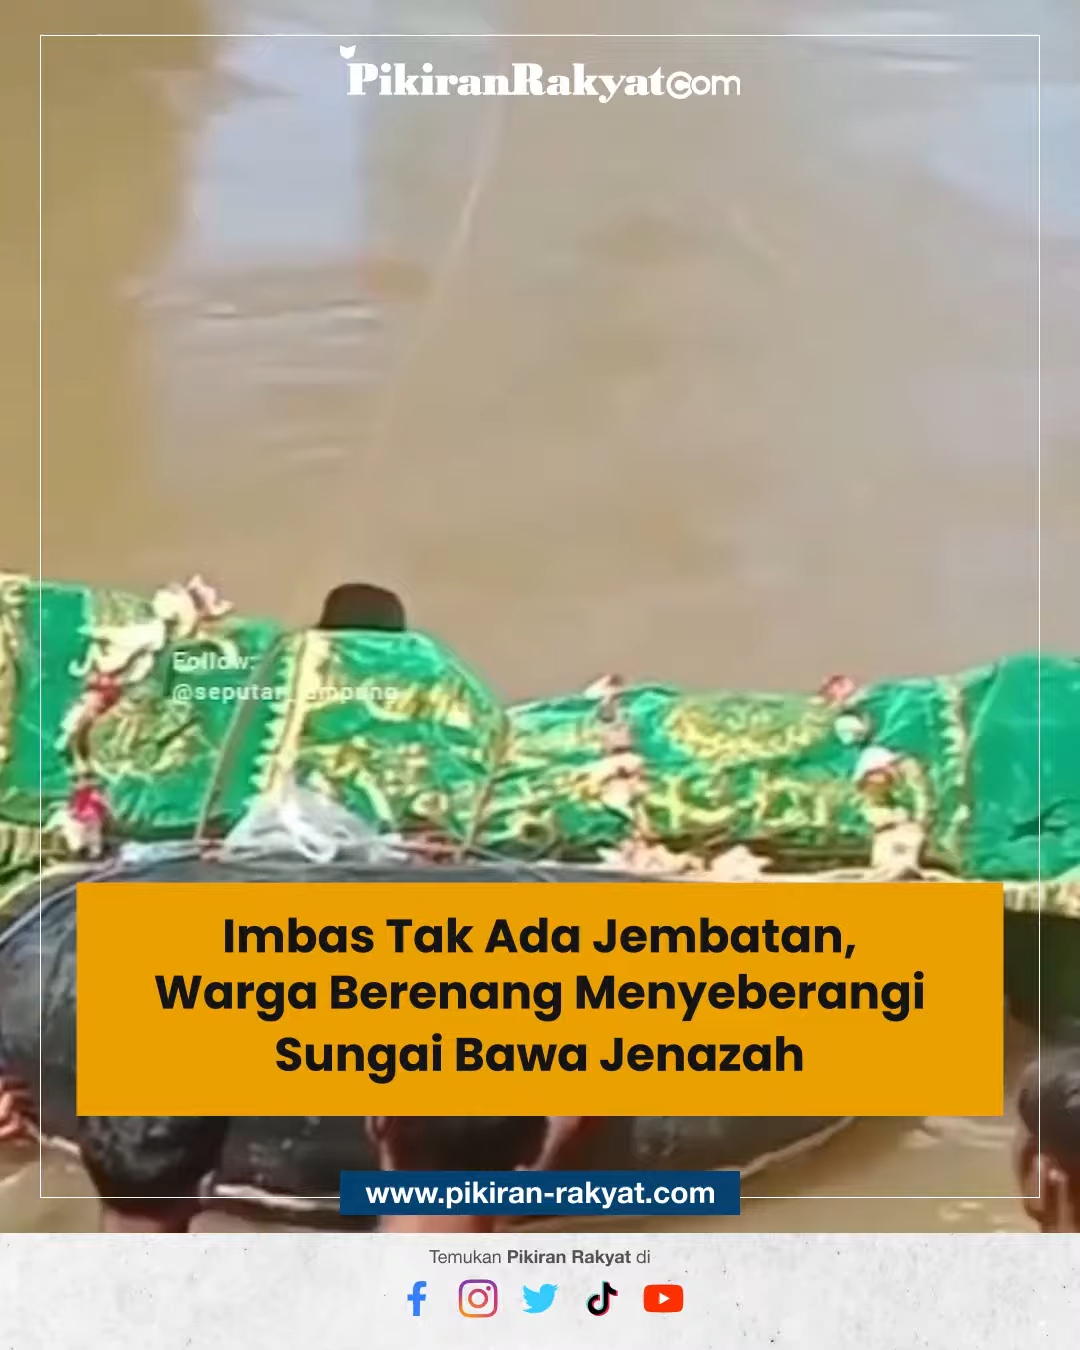 PikiranRakyat.com
Follow:
@seputar_lampung
Imbas Tak Ada Jembatan,
Warga Berenang Menyeberangi
Sungai Bawa Jenazah
www.pikiran-rakyat.com
Temukan Pikiran Rakyat di